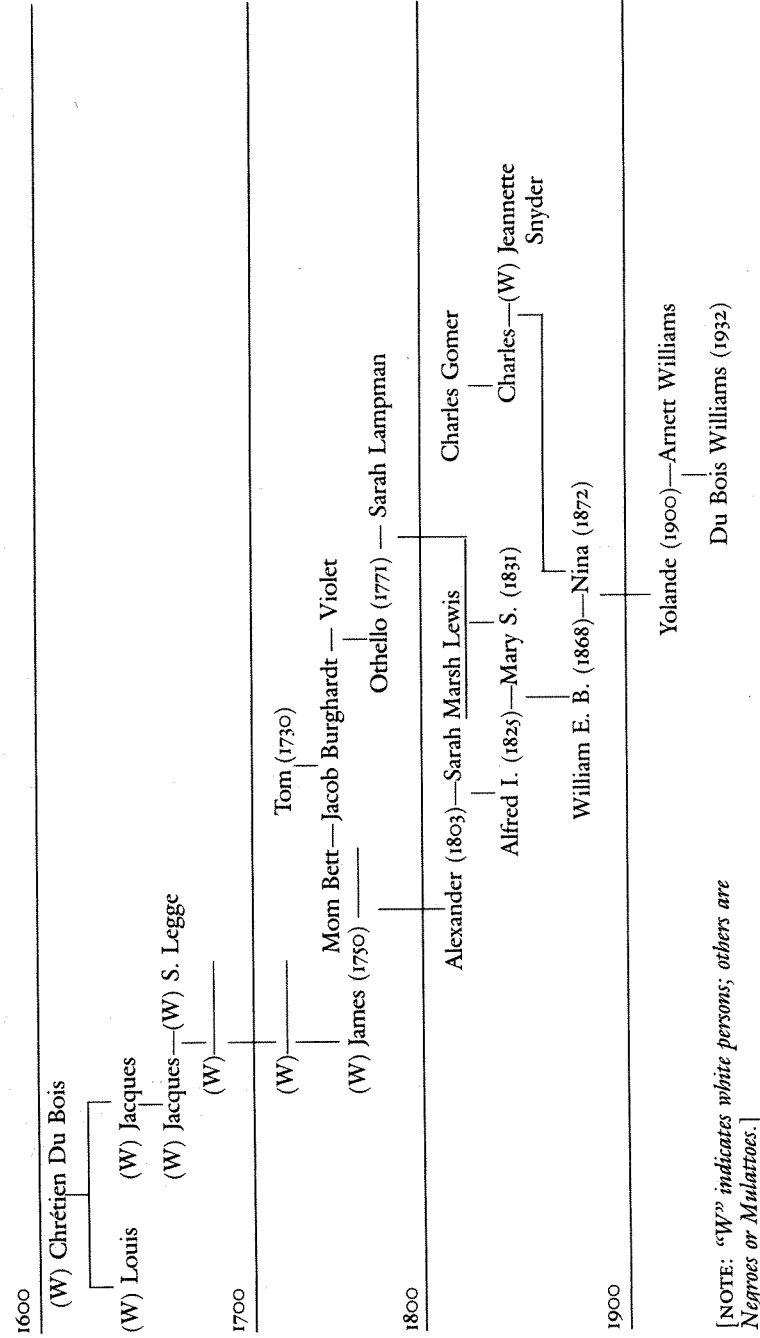 1600
(W) Chrétien Du Bois
(W) Louis (W) Jacques
(W) Jacques—(W) S. Legge
(W)
1700
(W)
Tom (1730)
Mom Bett—Jacob Burghardt — Violet
(W) James (1750)
Othello (1771) — Sarah Lampman
1800
Alexander (1803)—Sarah Marsh Lewis
Charles Gomer
Alfred I. (1825)—Mary S. (1831)
Charles—(W) Jeannette
Snyder
William E. B. (1868)—Nina (1872)
1900
Yolande (1900)—Arnett Williams
Du Bois Williams (1932)
[NOTE: “W” indicates white persons; others are
Negroes or Mulattoes.]